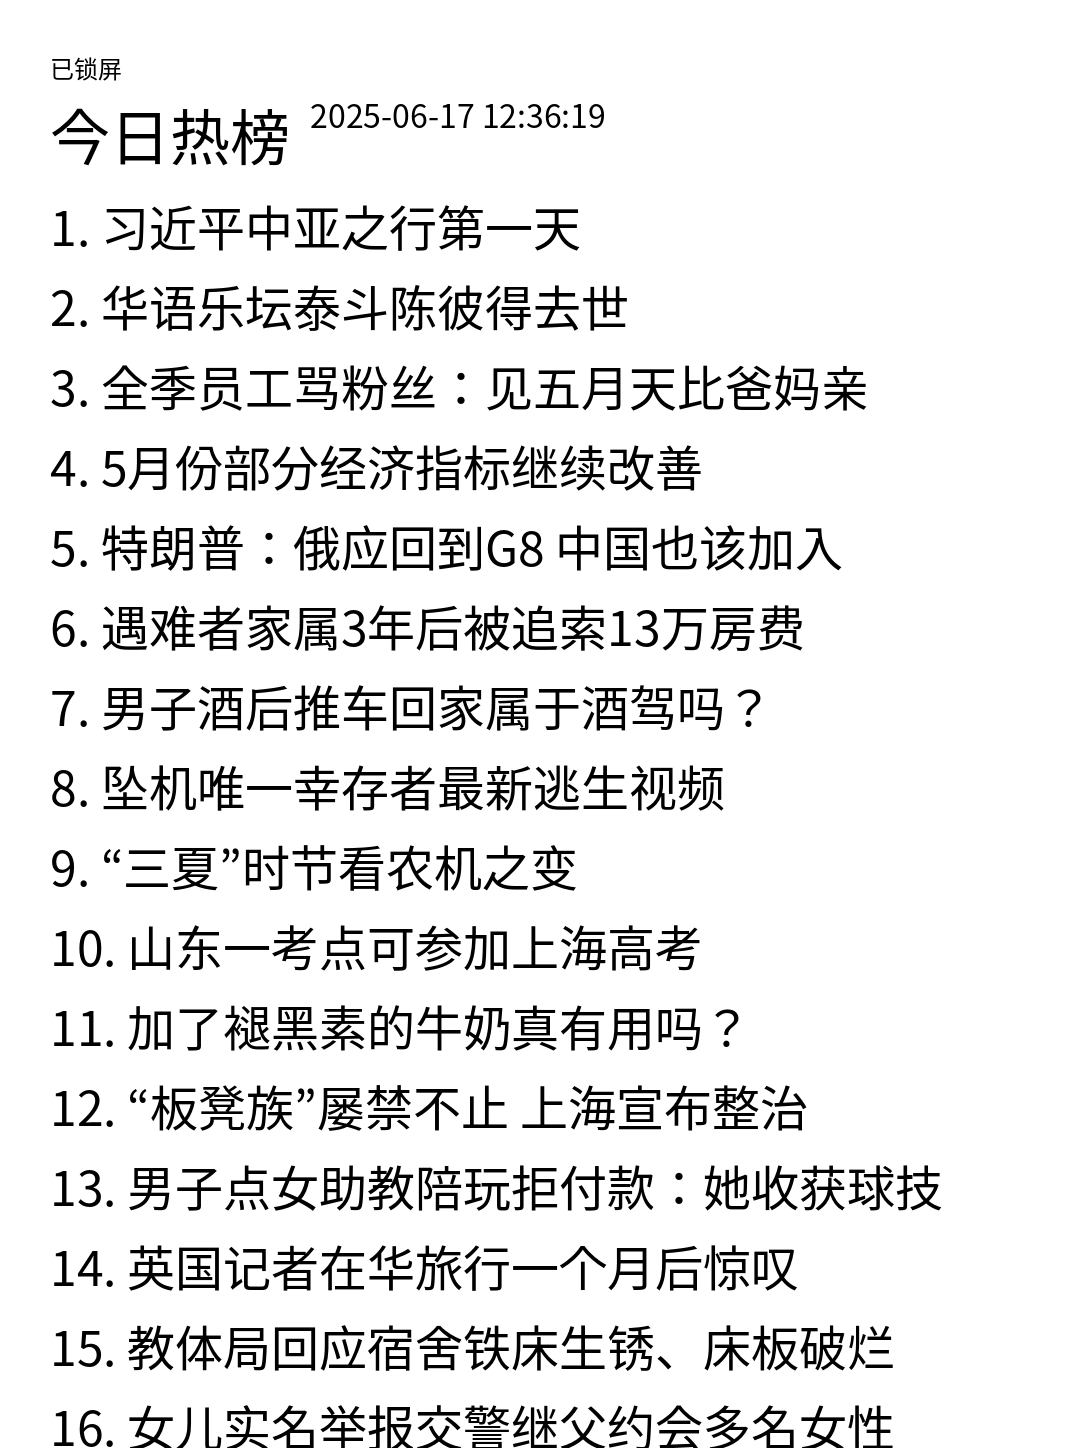 已锁屏
今日热榜 2025-06-17 12:36:19
1. 习近平中亚之行第一天
2. 华语乐坛泰斗陈彼得去世
3. 全季员工骂粉丝：见五月天比爸妈亲
4. 5月份部分经济指标继续改善
5. 特朗普：俄应回到G8 中国也该加入
6. 遇难者家属3年后被追索13万房费
7. 男子酒后推车回家属于酒驾吗？
8. 坠机唯一幸存者最新逃生视频
9. “三夏”时节看农机之变
10. 山东一考点可参加上海高考
11. 加了褪黑素的牛奶真有用吗？
12. “板凳族”屡禁不止 上海宣布整治
13. 男子点女助教陪玩拒付款：她收获球技
14. 英国记者在华旅行一个月后惊叹
15. 教体局回应宿舍铁床生锈、床板破烂
16. 女儿实名举报交警继父约会多名女性